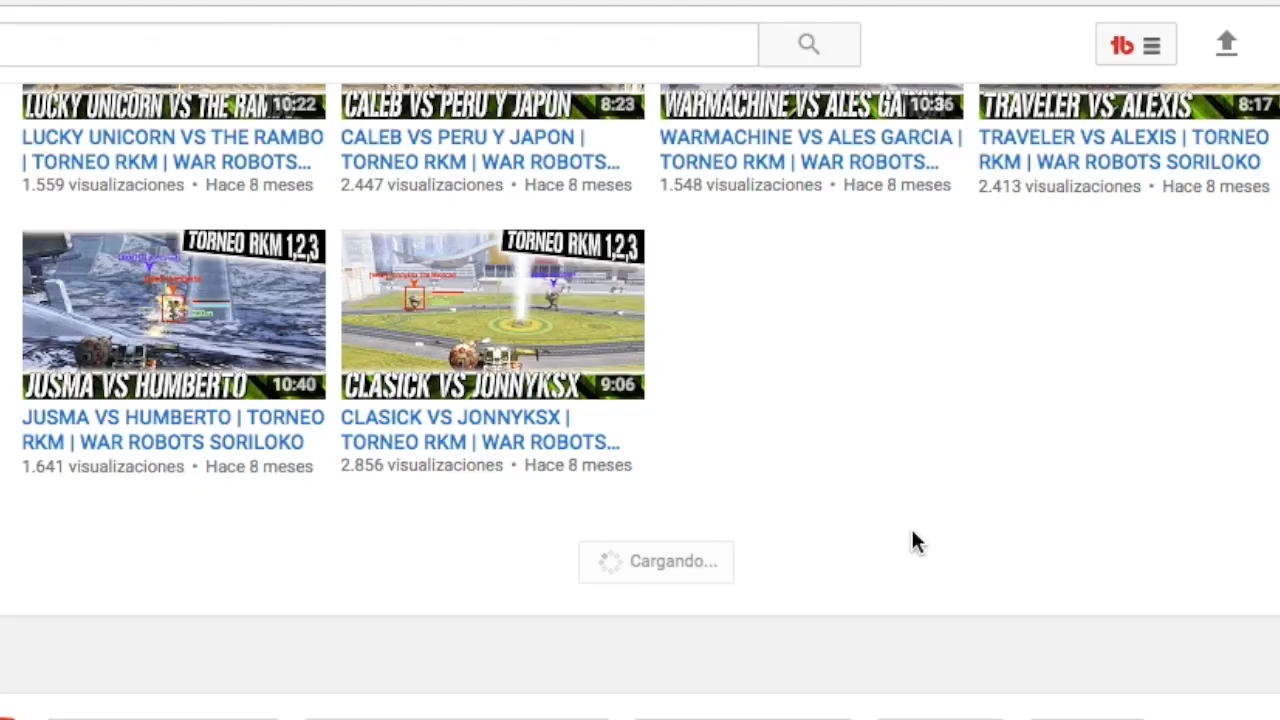 LUCKY UNICORN VS THE RAM 10:22
CALEB VS PERU Y JAPON 8:23
WARMACHINE VS ALES GA 10:36
TRAVELER VS ALEXIS 8:17
LUCKY UNICORN VS THE RAMBO
| TORNEO RKM | WAR ROBOTS...
1.559 visualizaciones • Hace 8 meses
CALEB VS PERU Y JAPON |
TORNEO RKM | WAR ROBOTS...
2.447 visualizaciones • Hace 8 meses
WARMACHINE VS ALES GARCIA |
TORNEO RKM | WAR ROBOTS...
1.548 visualizaciones • Hace 8 meses
TRAVELER VS ALEXIS | TORNEO
RKM | WAR ROBOTS SORILOKO
2.413 visualizaciones • Hace 8 meses
TORNEO RKM 1,2,3
JUSMA VS HUMBERTO 10:40
TORNEO RKM 1,2,3
CLASICK VS JONNYKSX 9:06
JUSMA VS HUMBERTO | TORNEO
RKM | WAR ROBOTS SORILOKO
1.641 visualizaciones • Hace 8 meses
CLASICK VS JONNYKSX |
TORNEO RKM | WAR ROBOTS...
2.856 visualizaciones • Hace 8 meses
Cargando...